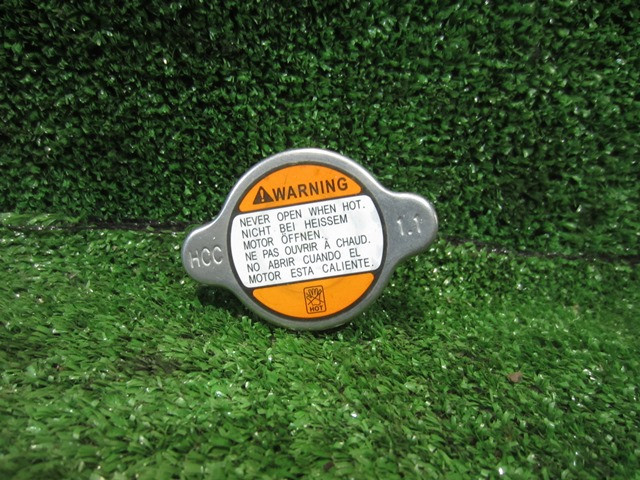 WARNING
NEVER OPEN WHEN HOT.
NICHT BEI HEISSEM
MOTOR ÖFFNEN.
NE PAS OUVRIR À CHAUD.
NO ABRIR CUANDO EL
MOTOR ESTA CALIENTE.
HOT
HCC
1.1